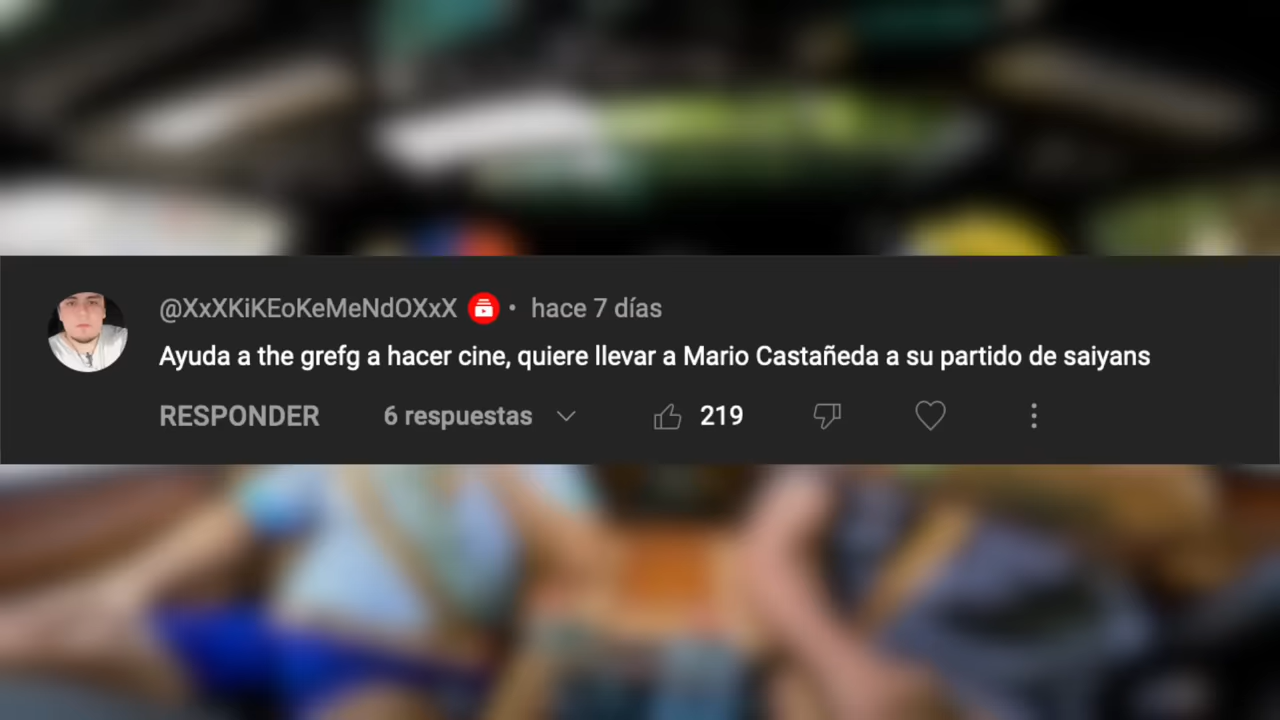 @XxXKiKEoKeMeNdOXxX • hace 7 días
Ayuda a the grefg a hacer cine, quiere llevar a Mario Castañeda a su partido de saiyans
RESPONDER 6 respuestas 219